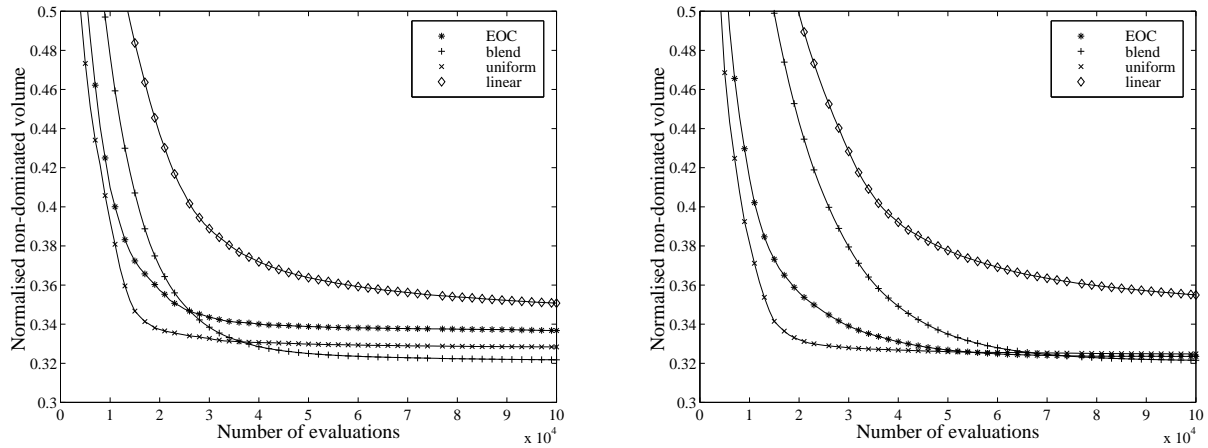 Normalised non-dominated volume
0.5
0.48
0.46
0.44
0.42
0.4
0.38
0.36
0.34
0.32
0.3
EOC
blend
uniform
linear
0 1 2 3 4 5 6 7 8 9 10
Number of evaluations
x 10^4
Normalised non-dominated volume
0.5
0.48
0.46
0.44
0.42
0.4
0.38
0.36
0.34
0.32
0.3
EOC
blend
uniform
linear
0 1 2 3 4 5 6 7 8 9 10
Number of evaluations
x 10^4